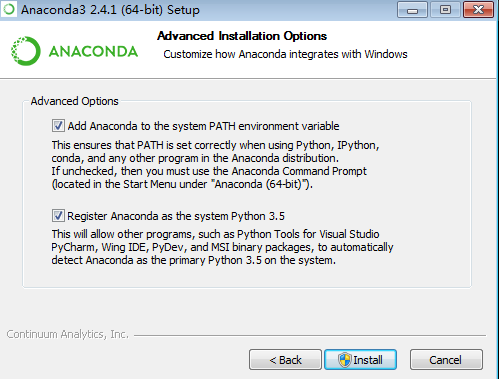 Anaconda3 2.4.1 (64-bit) Setup
ANACONDA
Advanced Installation Options
Customize how Anaconda integrates with Windows
Advanced Options
Add Anaconda to the system PATH environment variable
This ensures that PATH is set correctly when using Python, IPython,
conda, and any other program in the Anaconda distribution.
If unchecked, then you must use the Anaconda Command Prompt
(located in the Start Menu under "Anaconda (64-bit)").
Register Anaconda as the system Python 3.5
This will allow other programs, such as Python Tools for Visual Studio
PyCharm, Wing IDE, PyDev, and MSI binary packages, to automatically
detect Anaconda as the primary Python 3.5 on the system.
Continuum Analytics, Inc.
< Back
Install
Cancel